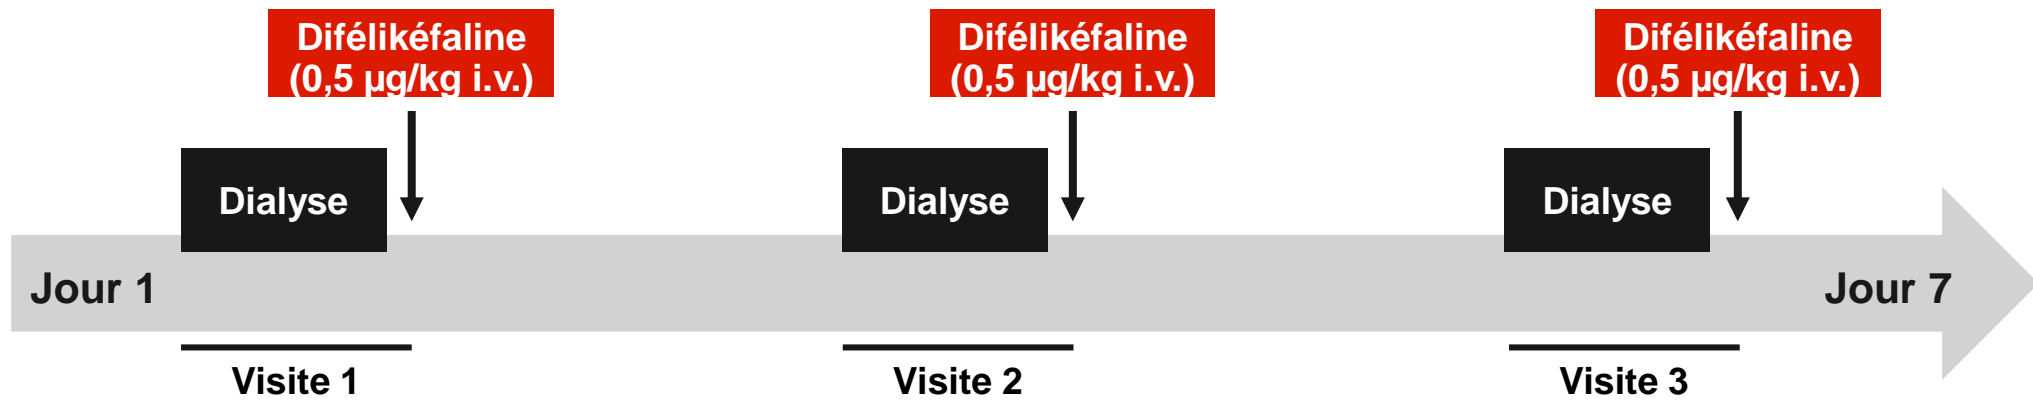 Difélikéfaline
(0,5 µg/kg i.v.)
Difélikéfaline
(0,5 µg/kg i.v.)
Difélikéfaline
(0,5 µg/kg i.v.)
Dialyse
Dialyse
Dialyse
Jour 1
Jour 7
Visite 1
Visite 2
Visite 3